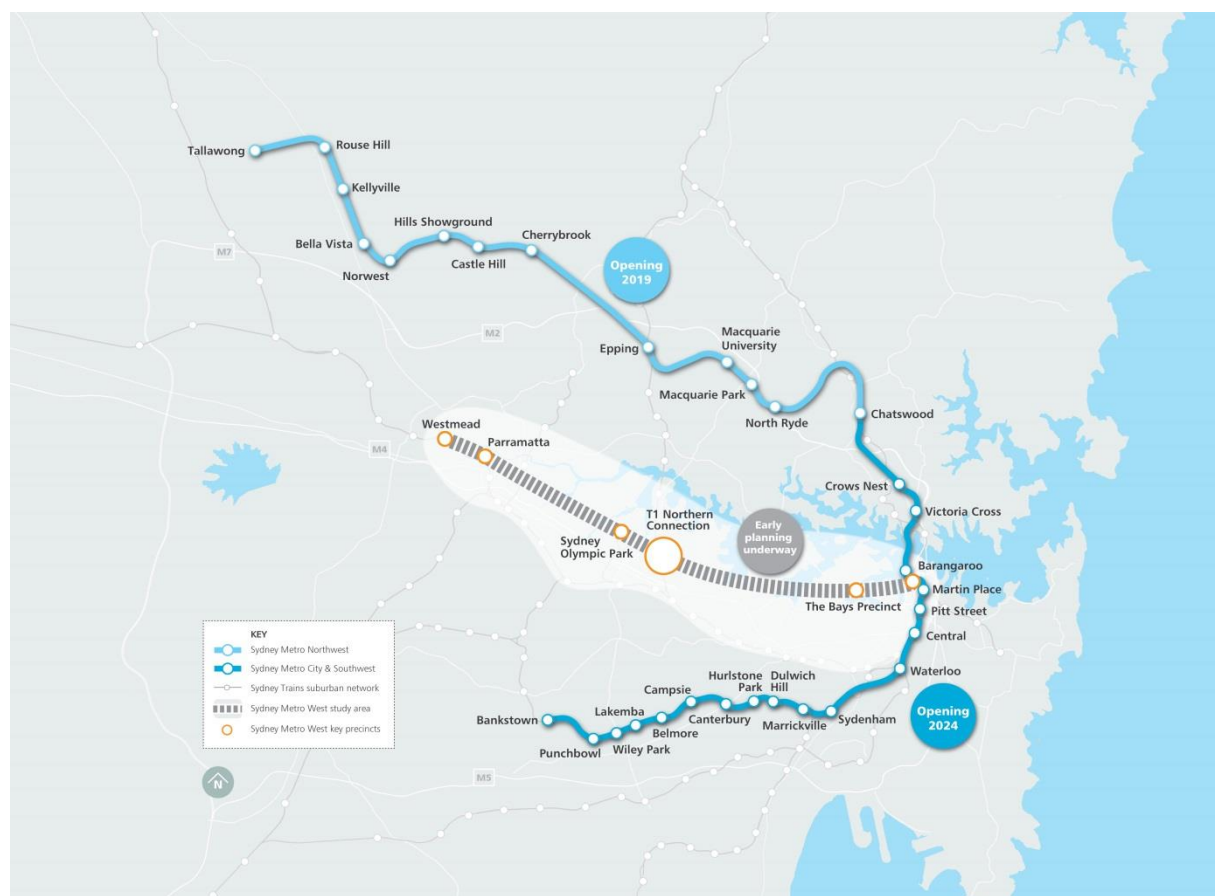 Tallawong
Rouse Hill
Kellyville
Bella Vista
Norwest
Hills Showground
Castle Hill
Cherrybrook
Opening
2019
M7
M2
Epping
Macquarie
University
Macquarie Park
North Ryde
Chatswood
Westmead
Parramatta
M4
Crows Nest
Victoria Cross
T1 Northern
Connection
Sydney
Olympic Park
Early
planning
underway
Barangaroo
Martin Place
The Bays Precinct
Pitt Street
Central
Waterloo
KEY
Sydney Metro Northwest
Sydney Metro City & Southwest
Sydney Trains suburban network
Sydney Metro West study area
Sydney Metro West key precincts
Bankstown
Punchbowl
Wiley Park
Lakemba
Belmore
Campsie
Canterbury
Hurlstone
Park
Dulwich
Hill
Marrickville
Sydenham
Opening
2024
M5
N